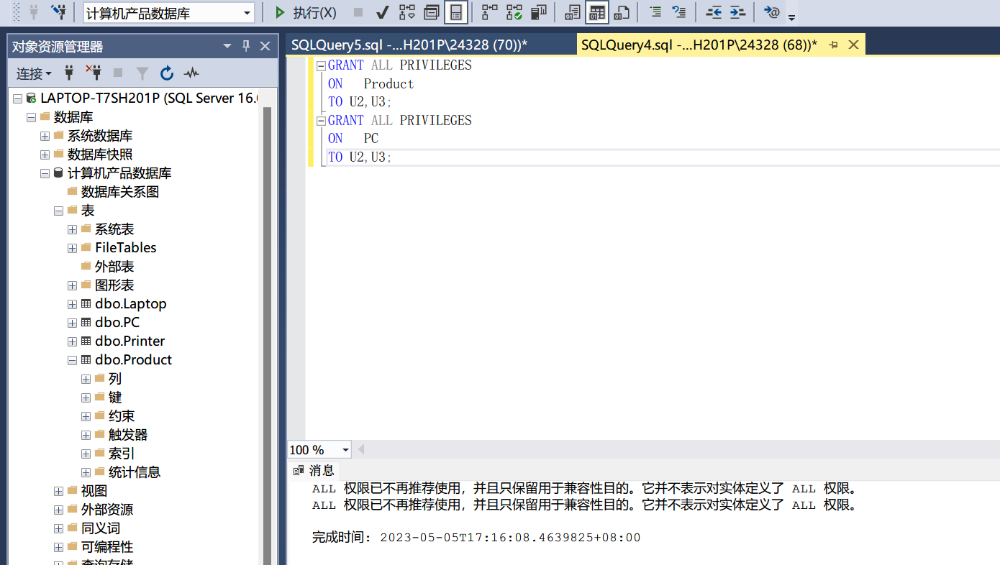 计算机产品数据库
执行(X)
对象资源管理器
SQLQuery5.sql -...H201P\24328 (70))*
SQLQuery4.sql -...H201P\24328 (68))*
连接
LAPTOP-T7SH201P (SQL Server 16.
数据库
系统数据库
数据库快照
计算机产品数据库
数据库关系图
表
系统表
FileTables
外部表
图形表
dbo.Laptop
dbo.PC
dbo.Printer
dbo.Product
列
键
约束
触发器
索引
统计信息
视图
外部资源
同义词
可编程性
查询存储
GRANT ALL PRIVILEGES
ON Product
TO U2,U3;
GRANT ALL PRIVILEGES
ON PC
TO U2,U3;
100 %
消息
ALL 权限已不再推荐使用，并且只保留用于兼容性目的。它并不表示对实体定义了 ALL 权限。
ALL 权限已不再推荐使用，并且只保留用于兼容性目的。它并不表示对实体定义了 ALL 权限。
完成时间: 2023-05-05T17:16:08.4639825+08:00